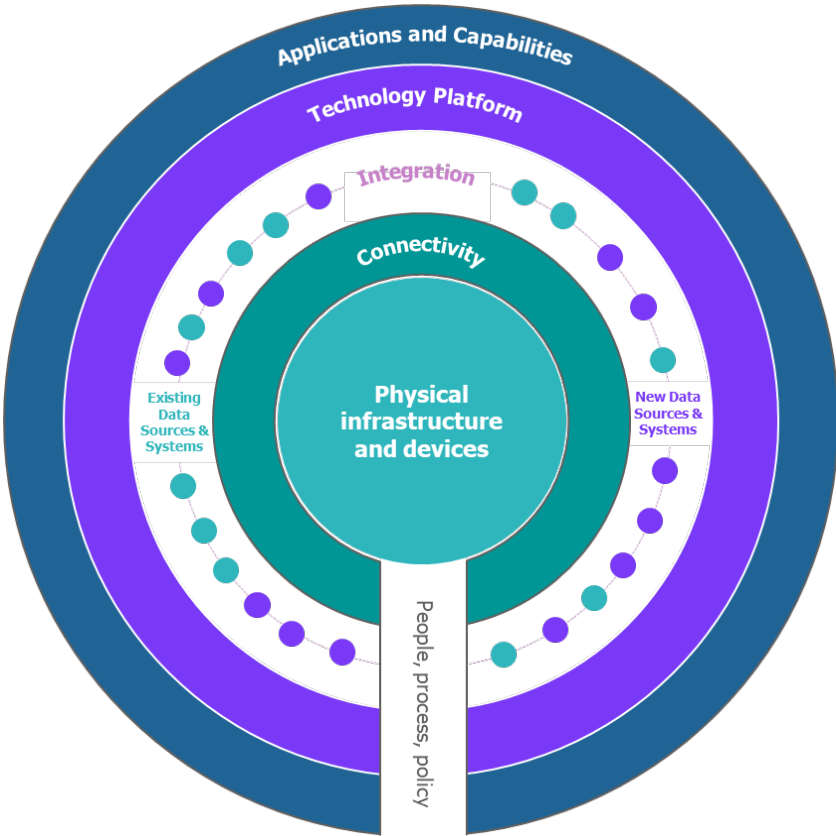 Applications and Capabilities
Technology Platform
Integration
Connectivity
Physical
infrastructure
and devices
Existing
Data
Sources &
Systems
New Data
Sources &
Systems
People, process, policy